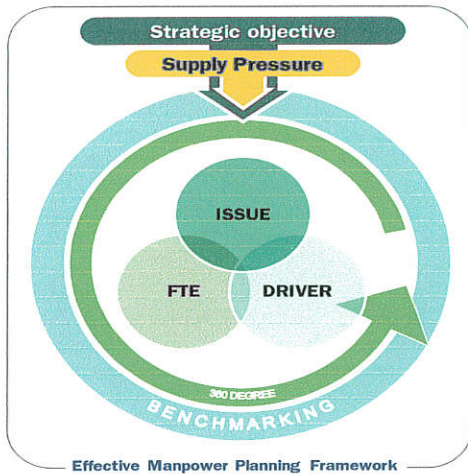 Strategic objective
Supply Pressure
ISSUE
FTE
DRIVER
360 DEGREE
BENCHMARKING
Effective Manpower Planning Framework